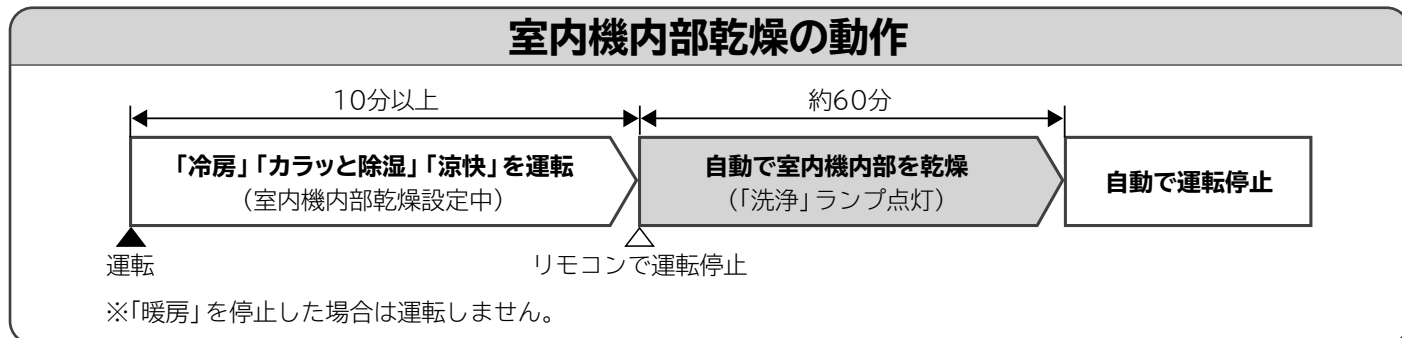 室内機内部乾燥の動作
10分以上
約60分
「冷房」「カラッと除湿」「涼快」を運転
（室内機内部乾燥設定中）
自動で室内機内部を乾燥
（「洗浄」ランプ点灯）
自動で運転停止
運転
リモコンで運転停止
※「暖房」を停止した場合は運転しません。